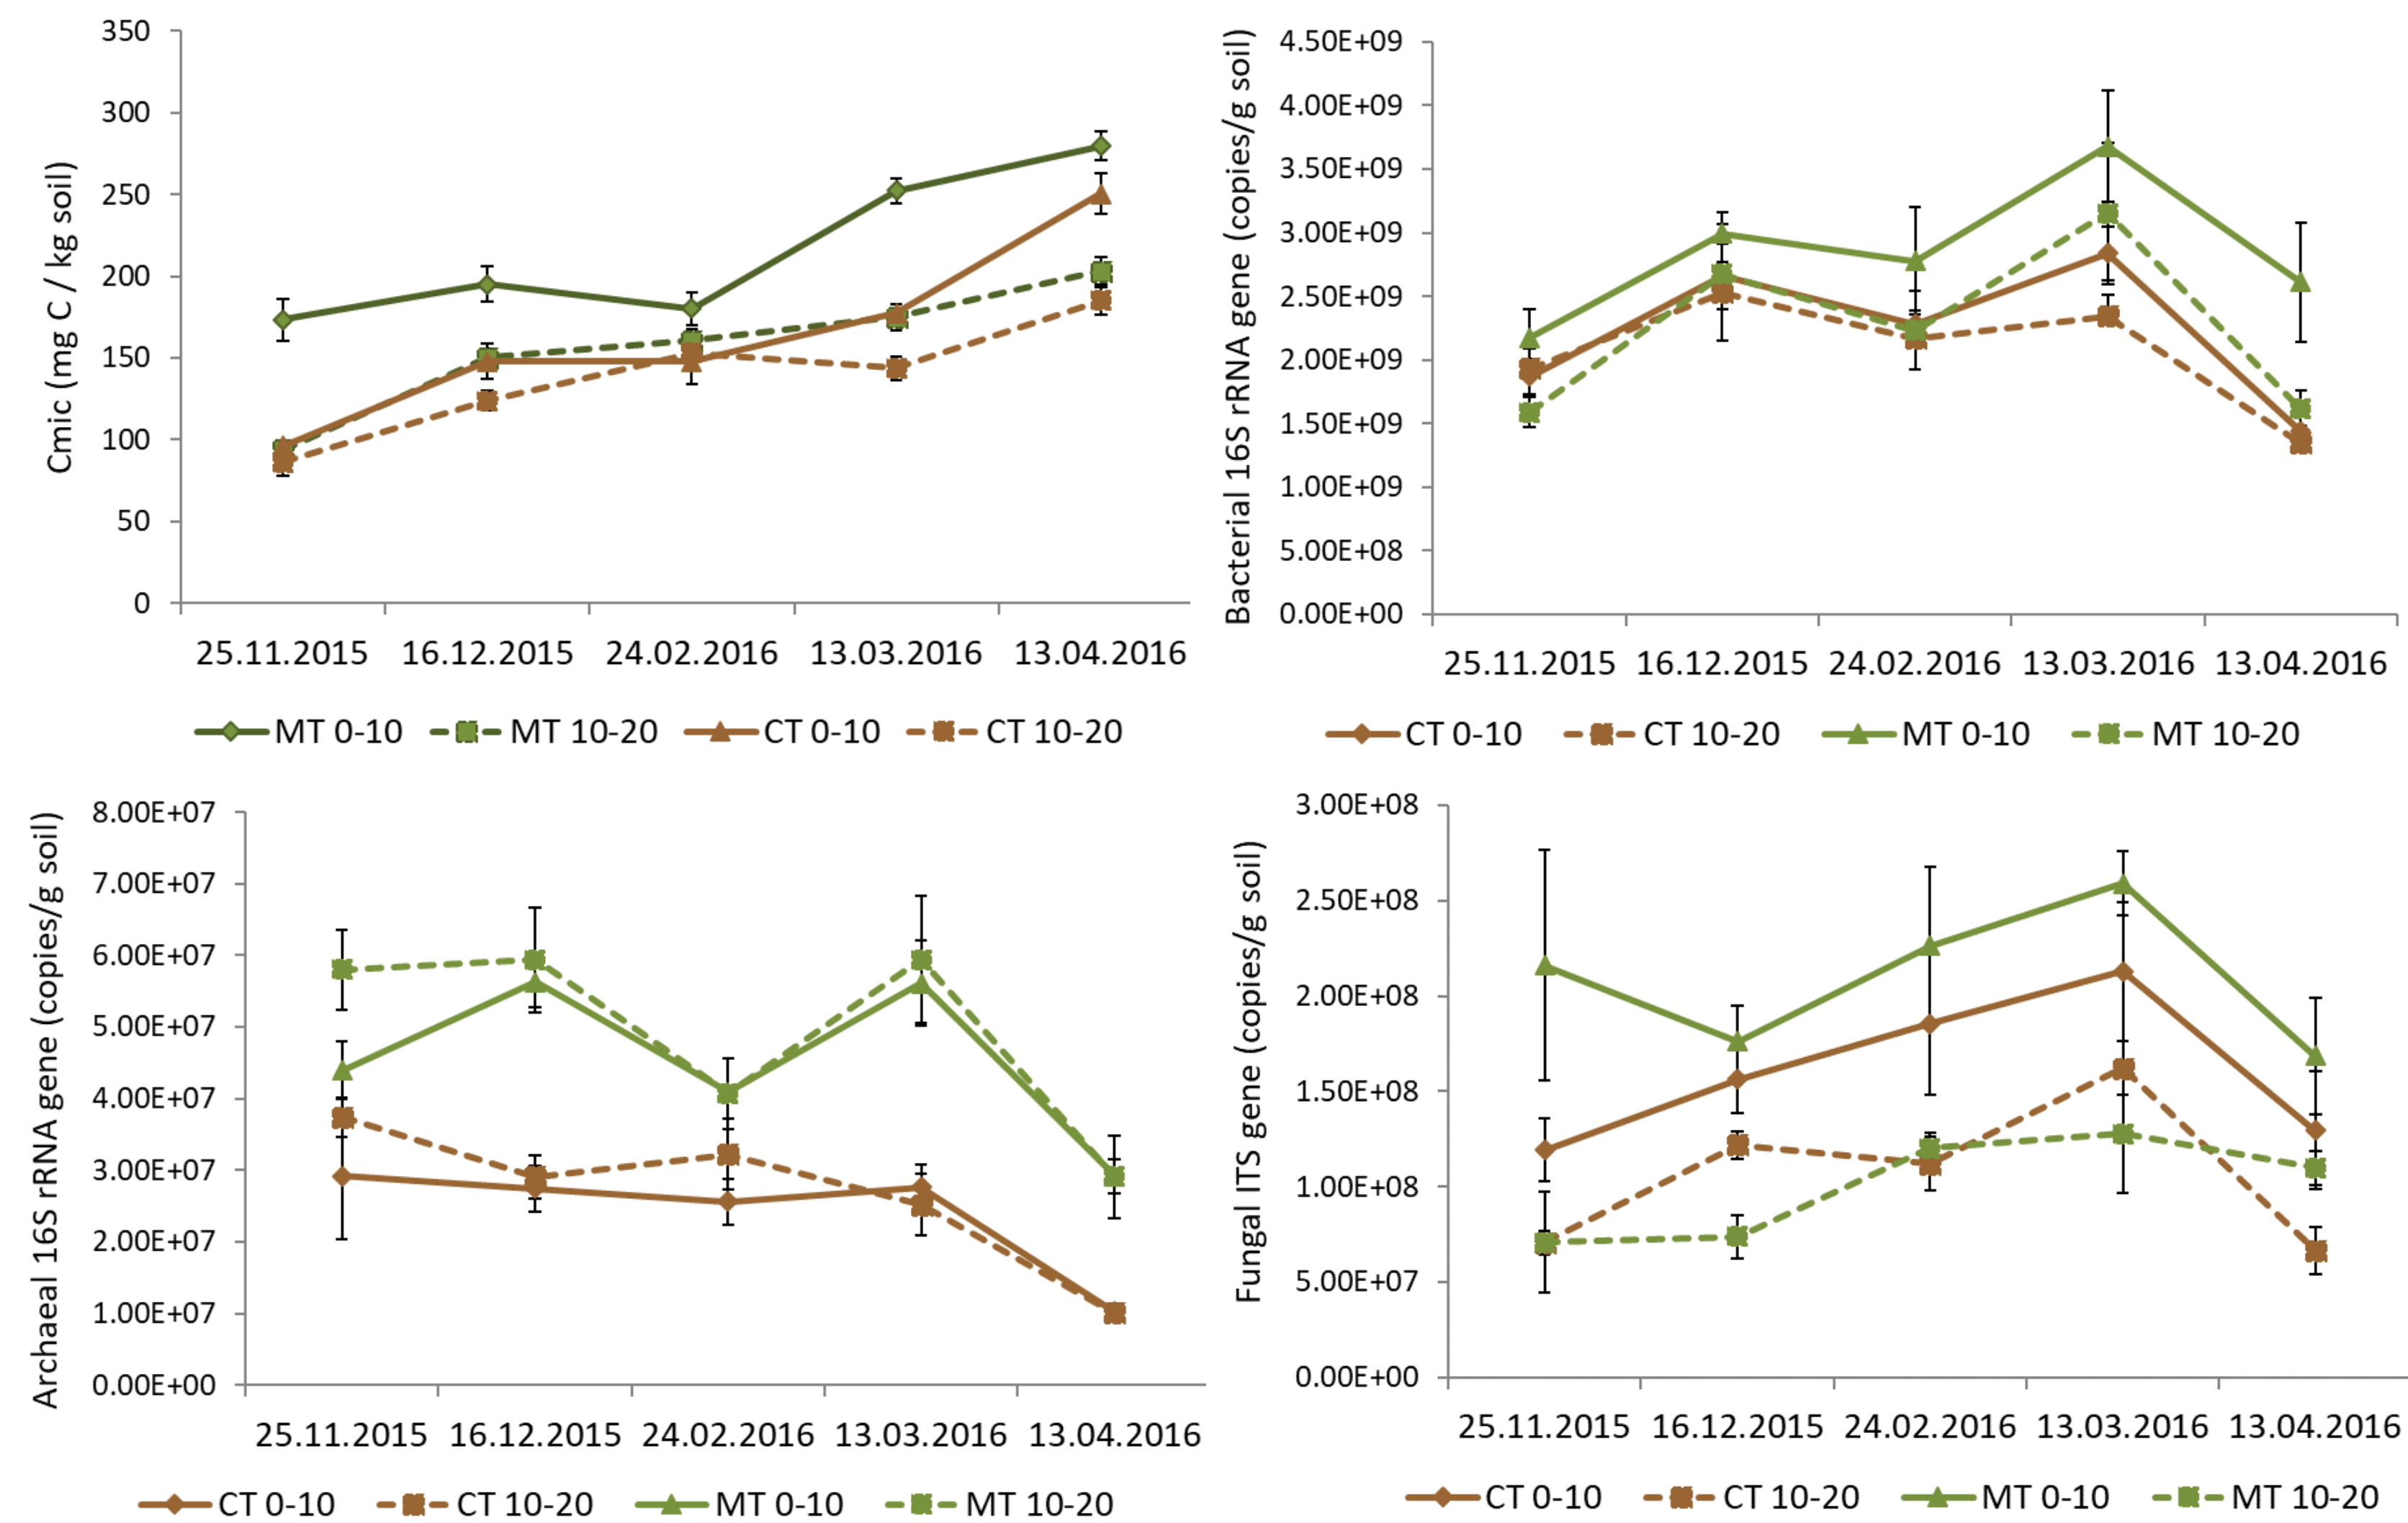 Cmic (mg C / kg soil)
350
300
250
200
150
100
50
0
25.11.2015 16.12.2015 24.02.2016 13.03.2016 13.04.2016
MT 0-10 MT 10-20 CT 0-10 CT 10-20
Bacterial 16S rRNA gene (copies/g soil)
4.50E+09
4.00E+09
3.50E+09
3.00E+09
2.50E+09
2.00E+09
1.50E+09
1.00E+09
5.00E+08
0.00E+00
25.11.2015 16.12.2015 24.02.2016 13.03.2016 13.04.2016
CT 0-10 CT 10-20 MT 0-10 MT 10-20
Archaeal 16S rRNA gene (copies/g soil)
8.00E+07
7.00E+07
6.00E+07
5.00E+07
4.00E+07
3.00E+07
2.00E+07
1.00E+07
0.00E+00
25.11.2015 16.12.2015 24.02.2016 13.03.2016 13.04.2016
CT 0-10 CT 10-20 MT 0-10 MT 10-20
Fungal ITS gene (copies/g soil)
3.00E+08
2.50E+08
2.00E+08
1.50E+08
1.00E+08
5.00E+07
0.00E+00
25.11.2015 16.12.2015 24.02.2016 13.03.2016 13.04.2016
CT 0-10 CT 10-20 MT 0-10 MT 10-20